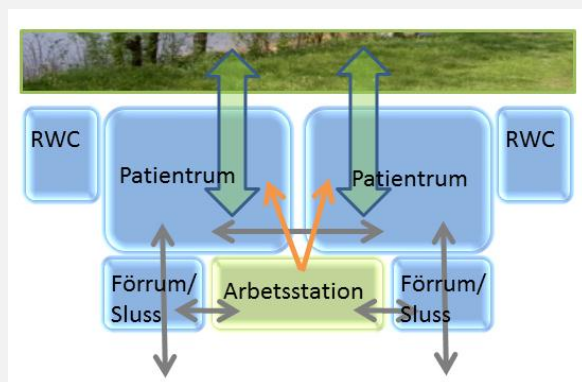 RWC
Patientrum
Patientrum
RWC
Förrum/
Sluss
Arbetsstation
Förrum/
Sluss